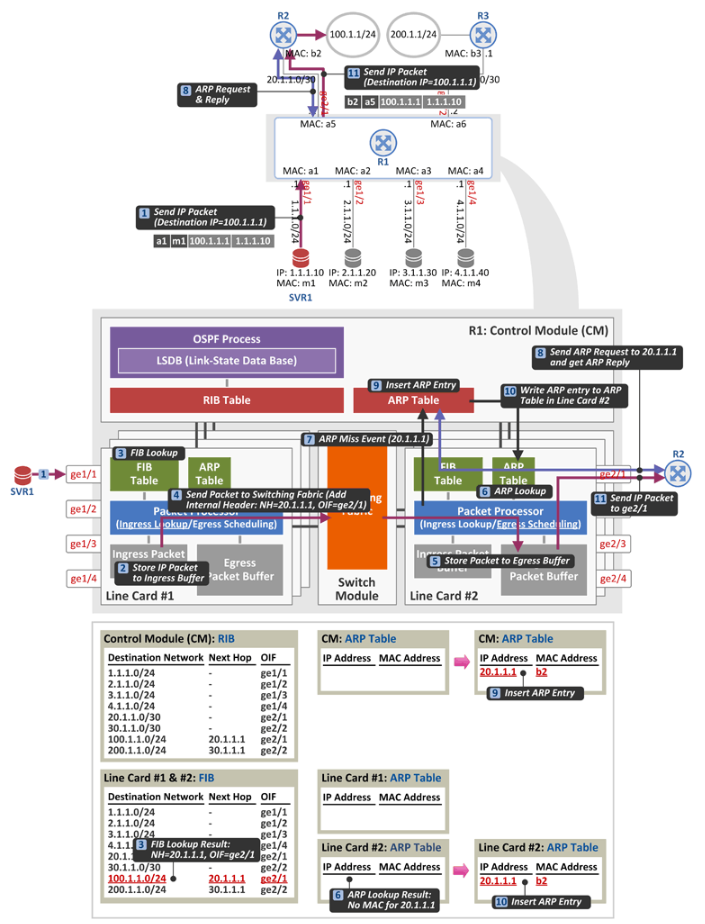 R2
R3
100.1.1/24
200.1.1/24
MAC: b2
MAC: b3
.1
20.1.1.0/30
0/30
11 Send IP Packet
(Destination IP=100.1.1.1)
b2 a5 100.1.1.1 1.1.1.10
8 ARP Request
& Reply
ge2/1
.2
MAC: a5
MAC: a6
R1
MAC: a1
MAC: a2
MAC: a3
MAC: a4
.1
.1
.1
.1
ge1/1
ge1/2
ge1/3
ge1/4
1.1.1.0/24
2.1.1.0/24
3.1.1.0/24
4.1.1.0/24
1 Send IP Packet
(Destination IP=100.1.1.1)
a1 m1 100.1.1.1 1.1.1.10
IP: 1.1.1.10
MAC: m1
SVR1
IP: 2.1.1.20
MAC: m2
IP: 3.1.1.30
MAC: m3
IP: 4.1.1.40
MAC: m4
R1: Control Module (CM)
OSPF Process
LSDB (Link-State Data Base)
RIB Table
ARP Table
8 Send ARP Request to 20.1.1.1
and get ARP Reply
9 Insert ARP Entry
10 Write ARP entry to ARP
Table in Line Card #2
7 ARP Miss Event (20.1.1.1)
3 FIB Lookup
FIB
Table
ARP
Table
4 Send Packet to Switching Fabric (Add
Internal Header: NH=20.1.1.1, OIF=ge2/1)
Packet Processor
(Ingress Lookup/Egress Scheduling)
Ingress Packet
2 Store IP Packet
to Ingress Buffer
Egress
Packet Buffer
Line Card #1
SVR1
1
ge1/1
ge1/2
ge1/3
ge1/4
Switch
Module
FIB
Table
ARP
Table
6 ARP Lookup
Packet Processor
(Ingress Lookup/Egress Scheduling)
Ingress Packet
Buffer
5 Store Packet to Egress Buffer
Packet Buffer
Line Card #2
ge2/1
ge2/3
ge2/4
R2
11 Send IP Packet
to ge2/1
Control Module (CM): RIB
Destination Network Next Hop OIF
1.1.1.0/24 - ge1/1
2.1.1.0/24 - ge1/2
3.1.1.0/24 - ge1/3
4.1.1.0/24 - ge1/4
20.1.1.0/30 - ge2/1
30.1.1.0/30 - ge2/2
100.1.1.0/24 20.1.1.1 ge2/1
200.1.1.0/24 30.1.1.1 ge2/2
CM: ARP Table
IP Address MAC Address
CM: ARP Table
IP Address MAC Address
20.1.1.1 b2
9 Insert ARP Entry
Line Card #1 & #2: FIB
Destination Network Next Hop OIF
1.1.1.0/24 - ge1/1
2.1.1.0/24 - ge1/2
3.1.1.0/24 - ge1/3
4.1.1 ge1/4
20.1. ge2/1
3 FIB Lookup Result:
NH=20.1.1.1, OIF=ge2/1
30.1.1.0/30 - ge2/2
100.1.1.0/24 20.1.1.1 ge2/1
200.1.1.0/24 30.1.1.1 ge2/2
Line Card #1: ARP Table
IP Address MAC Address
Line Card #2: ARP Table
IP Address MAC Address
6 ARP Lookup Result:
No MAC for 20.1.1.1
Line Card #2: ARP Table
IP Address MAC Address
20.1.1.1 b2
10 Insert ARP Entry